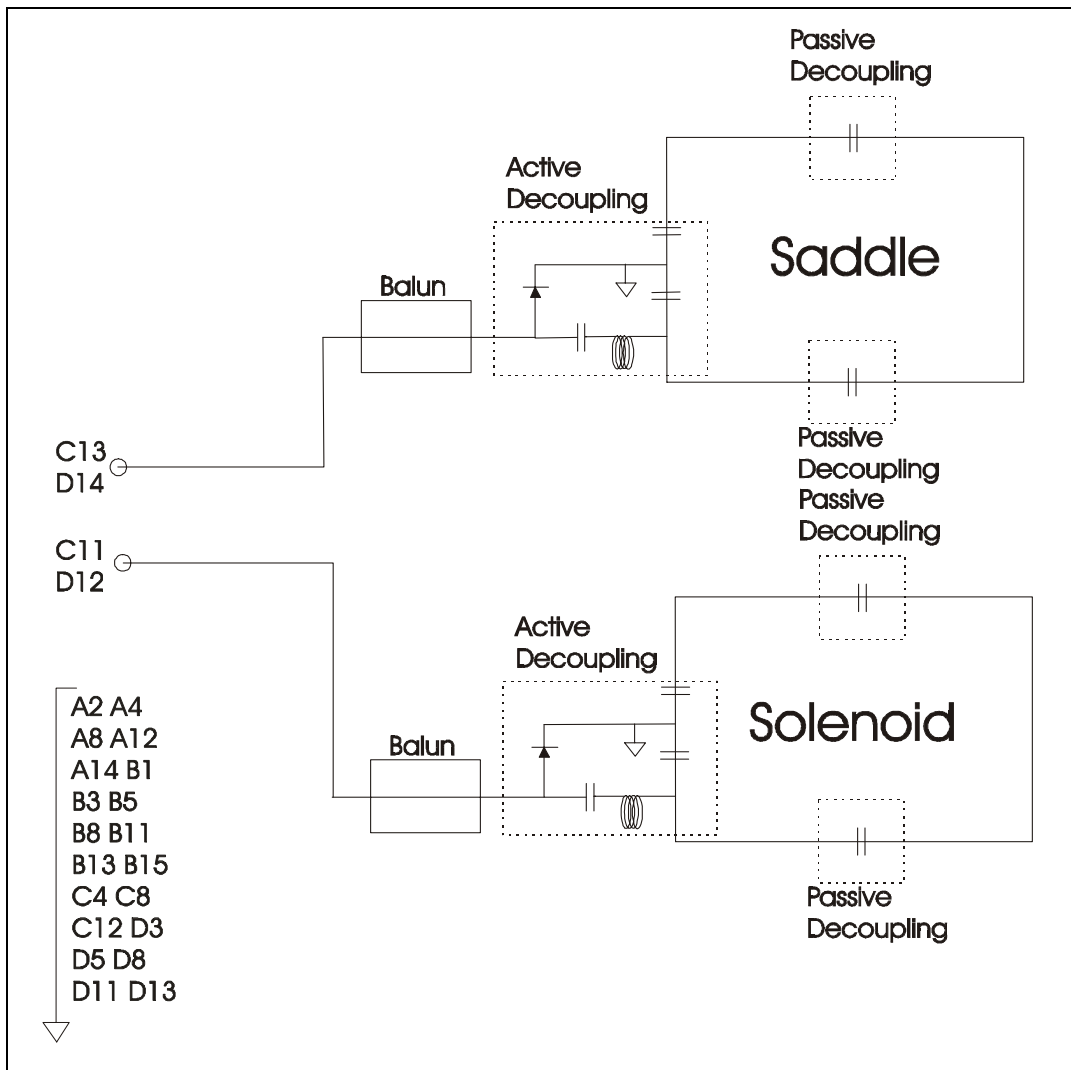 Passive
Decoupling
Active
Decoupling
Saddle
Balun
Passive
Decoupling
C13
D14
Passive
Decoupling
C11
D12
Active
Decoupling
Solenoid
Balun
A2 A4
A8 A12
A14 B1
B3 B5
B8 B11
B13 B15
C4 C8
C12 D3
D5 D8
D11 D13
Passive
Decoupling